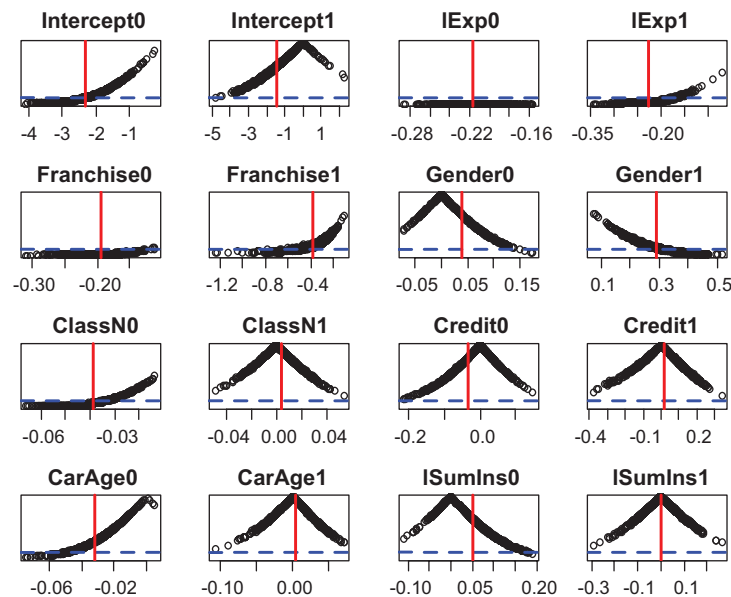 Intercept0 Intercept1 lExp0 lExp1
-4 -3 -2 -1 -5 -3 -1 1 -0.28 -0.22 -0.16 -0.35 -0.20
Franchise0 Franchise1 Gender0 Gender1
-0.30 -0.20 -1.2 -0.8 -0.4 -0.05 0.05 0.15 0.1 0.3 0.5
ClassN0 ClassN1 Credit0 Credit1
-0.06 -0.03 -0.04 0.00 0.04 -0.2 0.0 -0.4 -0.1 0.2
CarAge0 CarAge1 lSumIns0 lSumIns1
-0.06 -0.02 -0.10 0.00 -0.10 0.05 0.20 -0.3 -0.1 0.1